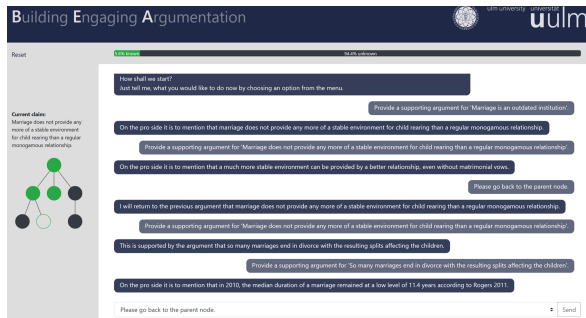 Building Engaging Argumentation
ulm university universität
uulm
Reset
5.6% known
94.4% unknown
How shall we start?
Just tell me, what you would like to do now by choosing an option from the menu.
Provide a supporting argument for 'Marriage is an outdated institution'.
On the pro side it is to mention that marriage does not provide any more of a stable environment for child rearing than a regular monogamous relationship.
Provide a supporting argument for 'Marriage does not provide any more of a stable environment for child rearing than a regular monogamous relationship'.
On the pro side it is to mention that a much more stable environment can be provided by a better relationship, even without matrimonial vows.
Please go back to the parent node.
I will return to the previous argument that marriage does not provide any more of a stable environment for child rearing than a regular monogamous relationship.
Provide a supporting argument for 'Marriage does not provide any more of a stable environment for child rearing than a regular monogamous relationship'.
This is supported by the argument that so many marriages end in divorce with the resulting splits affecting the children.
Provide a supporting argument for 'So many marriages end in divorce with the resulting splits affecting the children'.
On the pro side it is to mention that in 2010, the median duration of a marriage remained at a low level of 11.4 years according to Rogers 2011.
Current claim:
Marriage does not provide any
more of a stable environment
for child rearing than a regular
monogamous relationship.
Please go back to the parent node.
Send